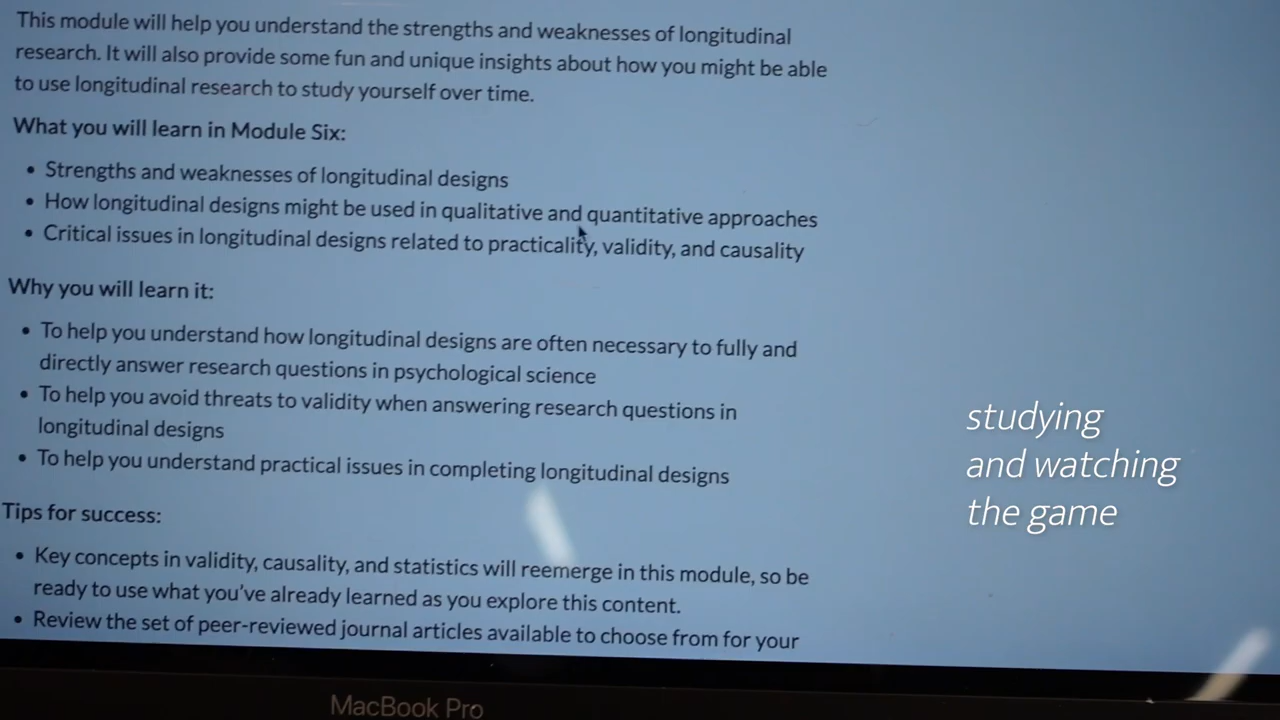 This module will help you understand the strengths and weaknesses of longitudinal
research. It will also provide some fun and unique insights about how you might be able
to use longitudinal research to study yourself over time.
What you will learn in Module Six:
• Strengths and weaknesses of longitudinal designs
• How longitudinal designs might be used in qualitative and quantitative approaches
• Critical issues in longitudinal designs related to practicality, validity, and causality
Why you will learn it:
• To help you understand how longitudinal designs are often necessary to fully and
directly answer research questions in psychological science
• To help you avoid threats to validity when answering research questions in
longitudinal designs
• To help you understand practical issues in completing longitudinal designs
Tips for success:
• Key concepts in validity, causality, and statistics will reemerge in this module, so be
ready to use what you've already learned as you explore this content.
• Review the set of peer-reviewed journal articles available to choose from for your
studying
and watching
the game
MacBook Pro